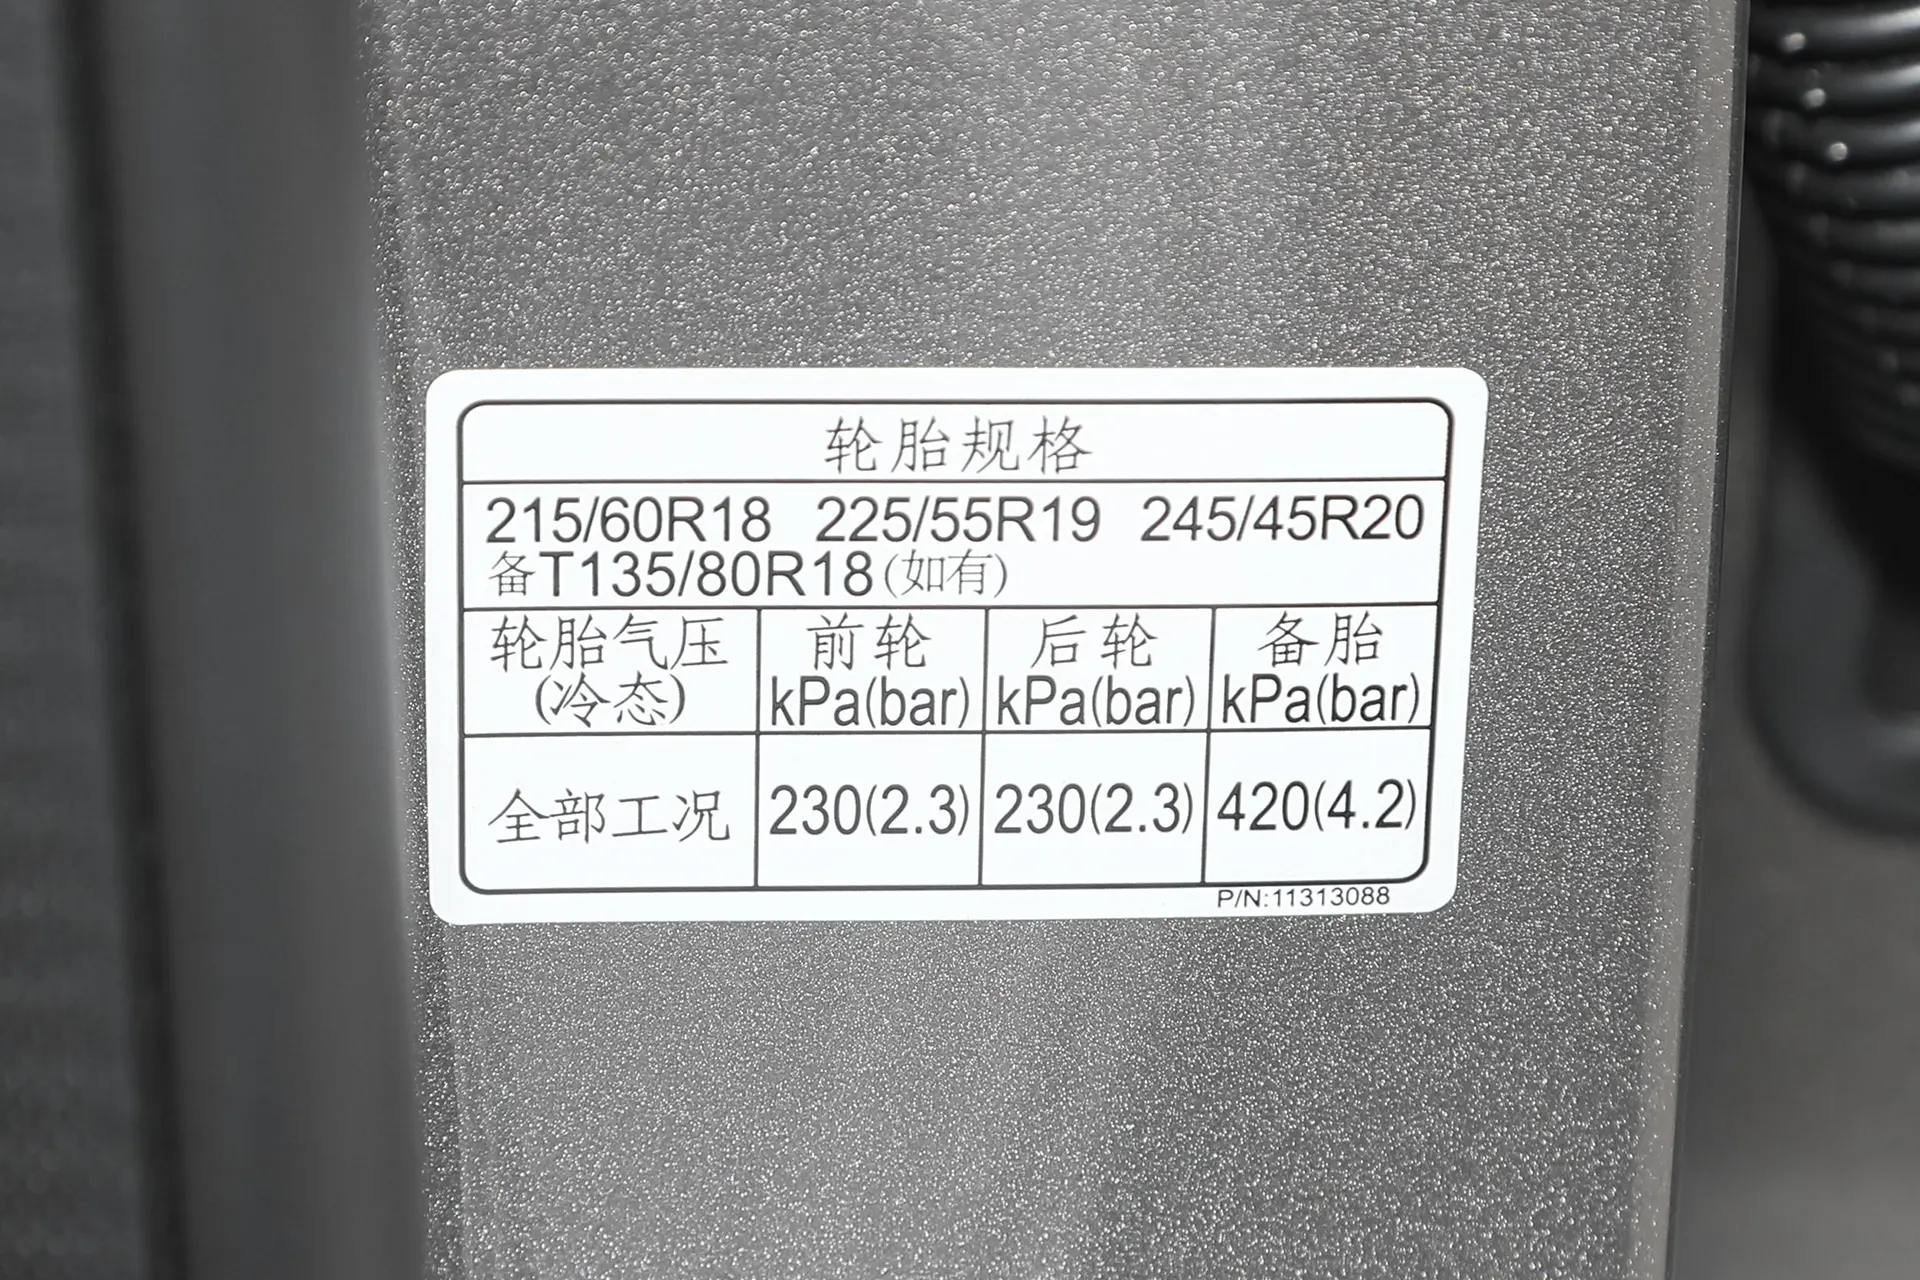 轮胎规格
215/60R18 225/55R19 245/45R20
备T135/80R18(如有)
轮胎气压 前轮 后轮 备胎
(冷态) kPa(bar) kPa(bar) kPa(bar)
全部工况 230(2.3) 230(2.3) 420(4.2)
P/N:11313088